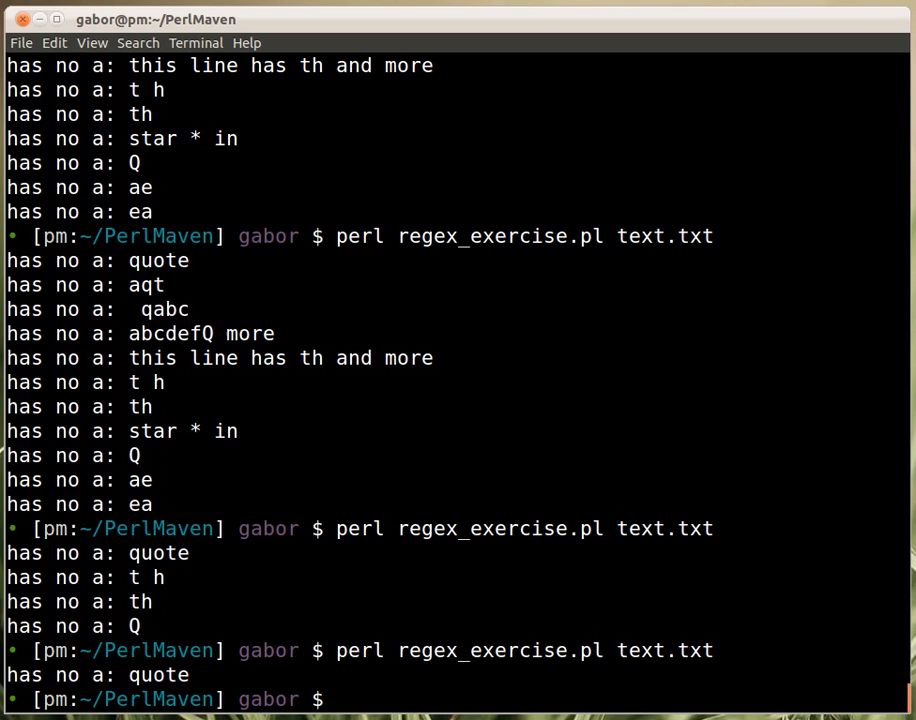 gabor@pm:~/PerlMaven
File Edit View Search Terminal Help
has no a: this line has th and more
has no a: t h
has no a: th
has no a: star * in
has no a: Q
has no a: ae
has no a: ea
• [pm:~/PerlMaven] gabor $ perl regex_exercise.pl text.txt
has no a: quote
has no a: aqt
has no a:  qabc
has no a: abcdefQ more
has no a: this line has th and more
has no a: t h
has no a: th
has no a: star * in
has no a: Q
has no a: ae
has no a: ea
• [pm:~/PerlMaven] gabor $ perl regex_exercise.pl text.txt
has no a: quote
has no a: t h
has no a: th
has no a: Q
• [pm:~/PerlMaven] gabor $ perl regex_exercise.pl text.txt
has no a: quote
• [pm:~/PerlMaven] gabor $